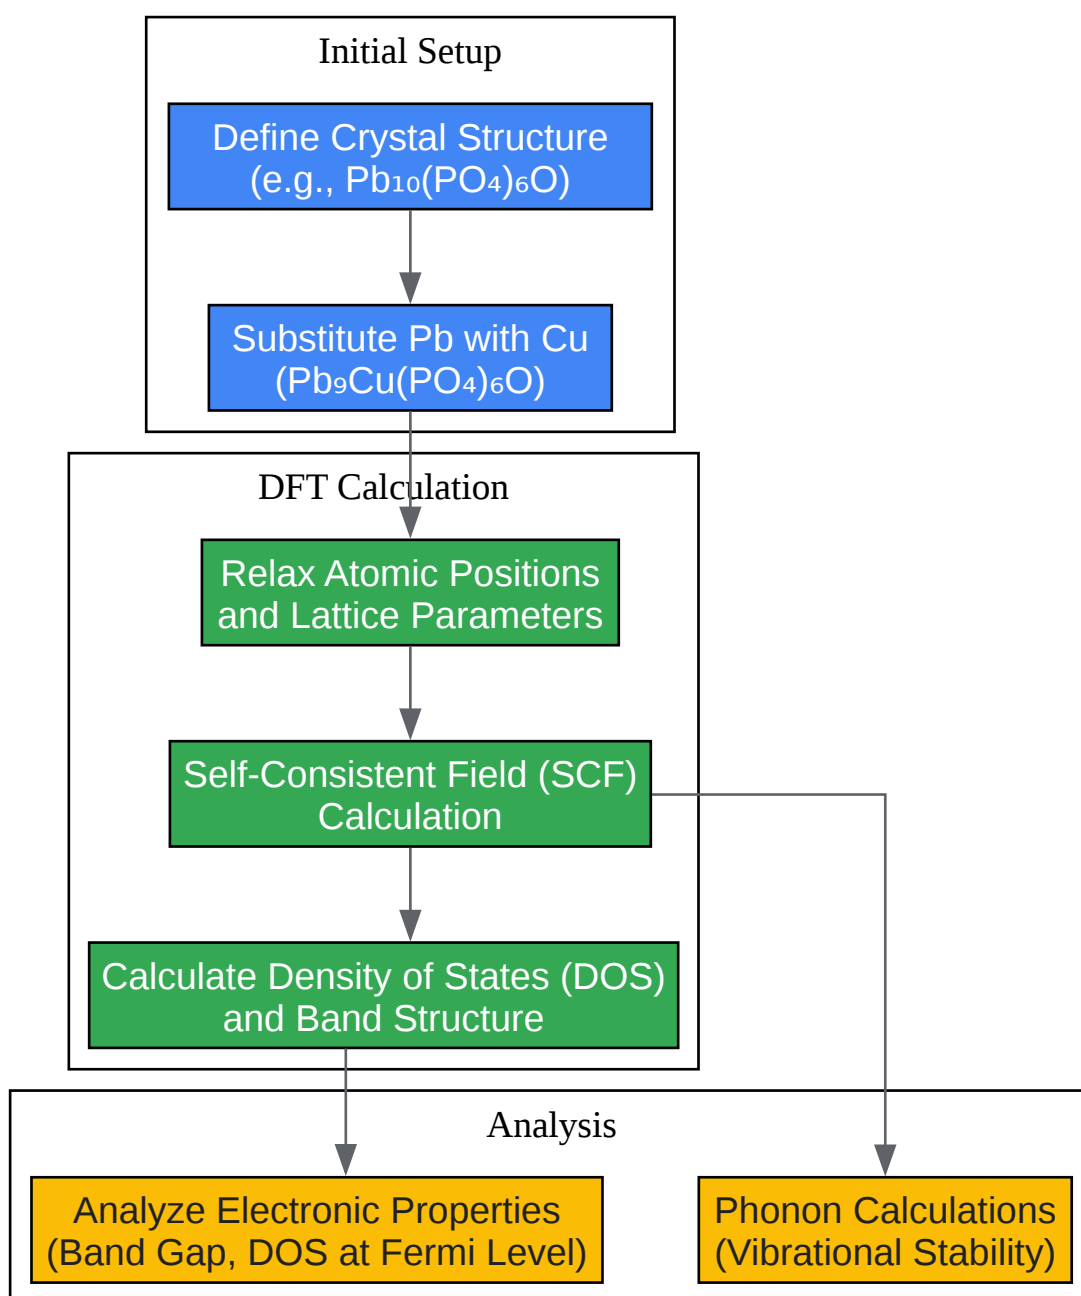 Initial Setup
Define Crystal Structure
(e.g., Pb₁₀(PO₄)₆O)
Substitute Pb with Cu
(Pb₉Cu(PO₄)₆O)
DFT Calculation
Relax Atomic Positions
and Lattice Parameters
Self-Consistent Field (SCF)
Calculation
Calculate Density of States (DOS)
and Band Structure
Analysis
Analyze Electronic Properties
(Band Gap, DOS at Fermi Level)
Phonon Calculations
(Vibrational Stability)